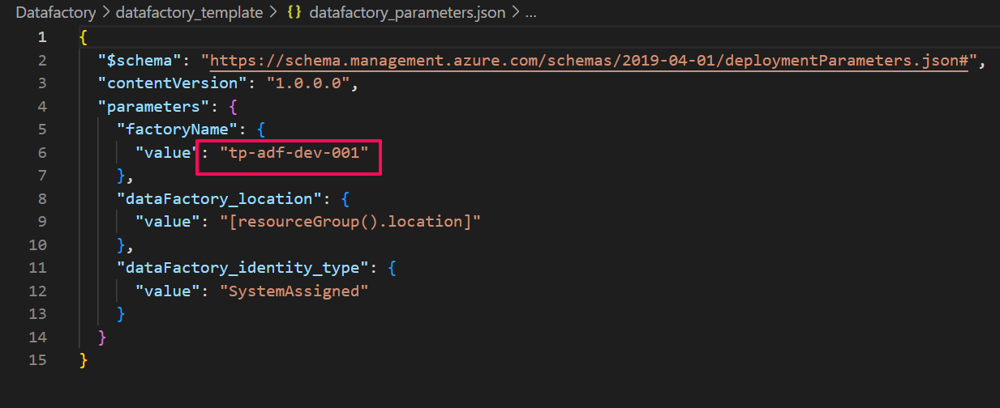 Datafactory > datafactory_template > {} datafactory_parameters.json > ...
1 {
2 "$schema": "https://schema.management.azure.com/schemas/2019-04-01/deploymentParameters.json#",
3 "contentVersion": "1.0.0.0",
4 "parameters": {
5 "factoryName": {
6 "value": "tp-adf-dev-001"
7 },
8 "dataFactory_location": {
9 "value": "[resourceGroup().location]"
10 },
11 "dataFactory_identity_type": {
12 "value": "SystemAssigned"
13 }
14 }
15 }